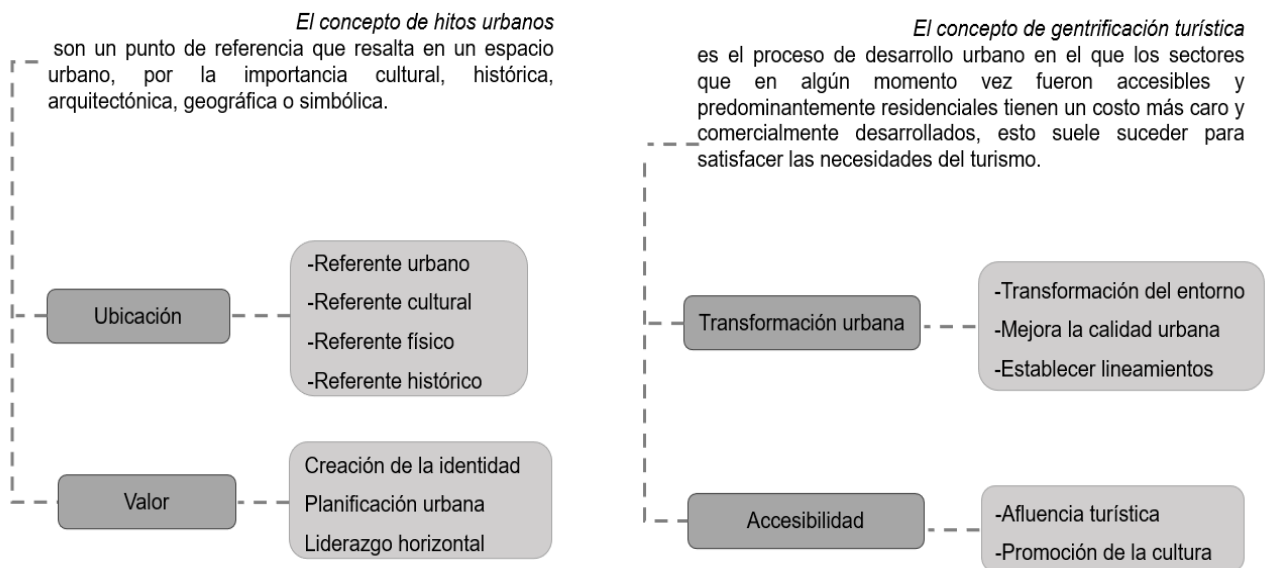 El concepto de hitos urbanos
son un punto de referencia que resalta en un espacio
urbano, por la importancia cultural, histórica,
arquitectónica, geográfica o simbólica.
Ubicación
-Referente urbano
-Referente cultural
-Referente físico
-Referente histórico
Valor
Creación de la identidad
Planificación urbana
Liderazgo horizontal
El concepto de gentrificación turística
es el proceso de desarrollo urbano en el que los sectores
que en algún momento vez fueron accesibles y
predominantemente residenciales tienen un costo más caro y
comercialmente desarrollados, esto suele suceder para
satisfacer las necesidades del turismo.
Transformación urbana
-Transformación del entorno
-Mejora la calidad urbana
-Establecer lineamientos
Accesibilidad
-Afluencia turística
-Promoción de la cultura